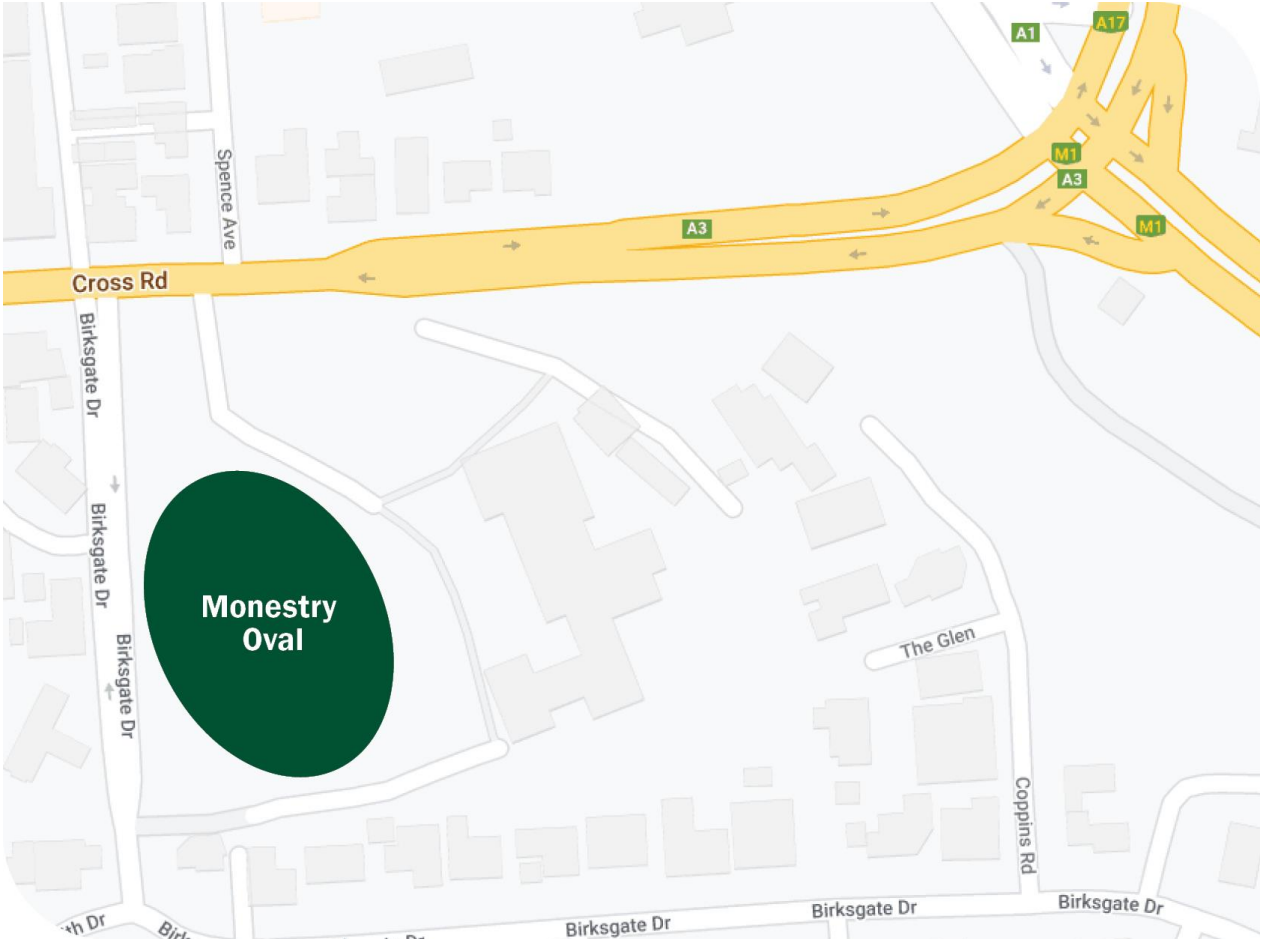 A17
A1
M1
A3
A3
M1
Spence Ave
Cross Rd
Birksgate Dr
Birksgate Dr
Monestry
Oval
Birksgate Dr
The Glen
Coppins Rd
Birksgate Dr
Birksgate Dr
Birksgate Dr